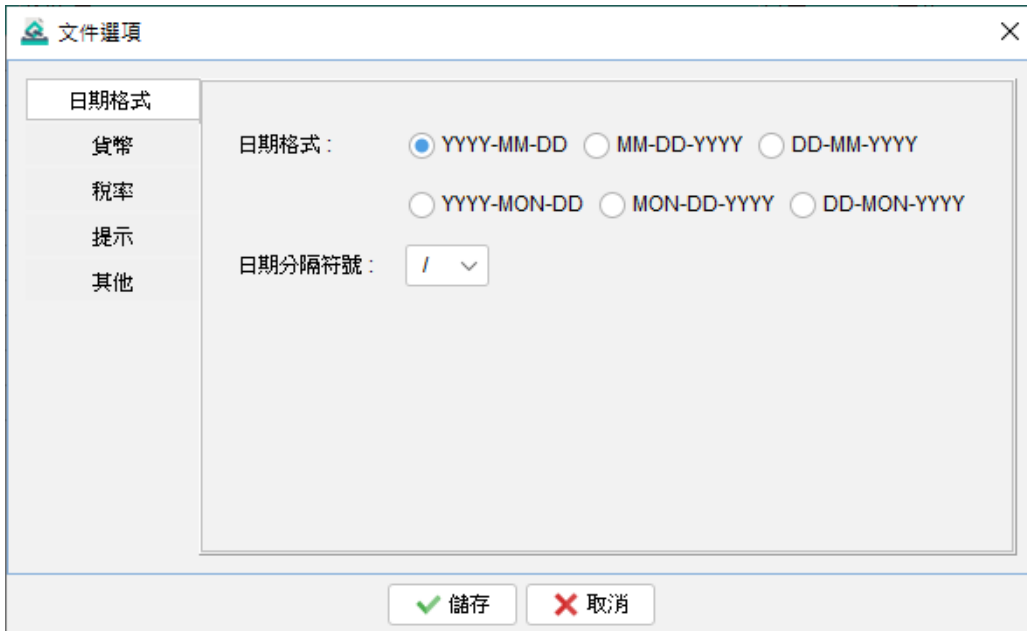 文件選項
日期格式
貨幣
稅率
提示
其他
日期格式 : YYYY-MM-DD MM-DD-YYYY DD-MM-YYYY
YYYY-MON-DD MON-DD-YYYY DD-MON-YYYY
日期分隔符號 : /
儲存 取消